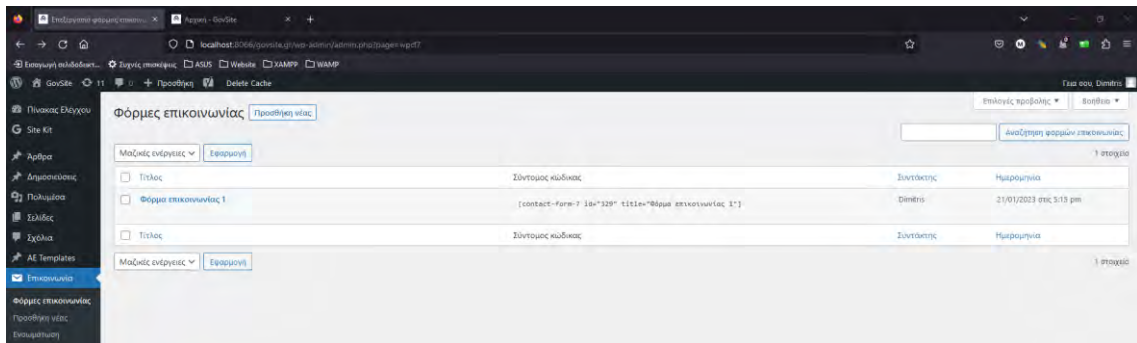 Επεξεργασία φόρμας επικοιν... ×
Αρχική - GovSite ×
localhost:8066/govsite.gr/wp-admin/admin.php?page=wpcf7
Εισαγωγή σελιδοδεικτ...
Συχνές επισκέψεις
ASUS
Website
XAMPP
WAMP
GovSite
11
0
Προσθήκη
Delete Cache
Γεια σου, Dimitris
Πίνακας Ελέγχου
Site Kit
Άρθρα
Δημοσιεύσεις
Πολυμέσα
Σελίδες
Σχόλια
AE Templates
Επικοινωνία
Φόρμες επικοινωνίας
Προσθήκη νέας
Ενσωμάτωση
Επιλογές προβολής
Βοήθεια
Φόρμες επικοινωνίας
Προσθήκη νέας
Αναζήτηση φορμών επικοινωνίας
Μαζικές ενέργειες
Εφαρμογή
1 στοιχείο
Τίτλος Σύντομος κώδικας Συντάκτης Ημερομηνία
Φόρμα επικοινωνίας 1 [contact-form-7 id="329" title="Φόρμα επικοινωνίας 1"] Dimitris 21/01/2023 στις 5:15 pm
Τίτλος Σύντομος κώδικας Συντάκτης Ημερομηνία
Μαζικές ενέργειες
Εφαρμογή
1 στοιχείο